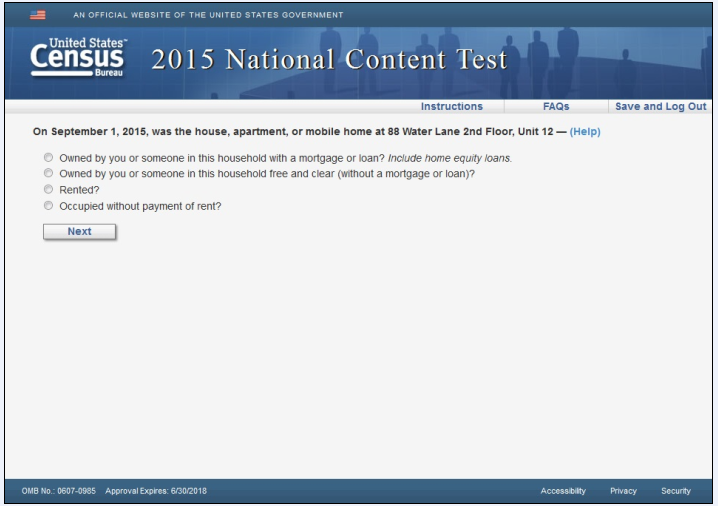 AN OFFICIAL WEBSITE OF THE UNITED STATES GOVERNMENT
United States™
Census
Bureau
2015 National Content Test
Instructions FAQs Save and Log Out
On September 1, 2015, was the house, apartment, or mobile home at 88 Water Lane 2nd Floor, Unit 12 — (Help)
Owned by you or someone in this household with a mortgage or loan? Include home equity loans.
Owned by you or someone in this household free and clear (without a mortgage or loan)?
Rented?
Occupied without payment of rent?
Next
OMB No.: 0607-0985 Approval Expires: 6/30/2018 Accessibility Privacy Security